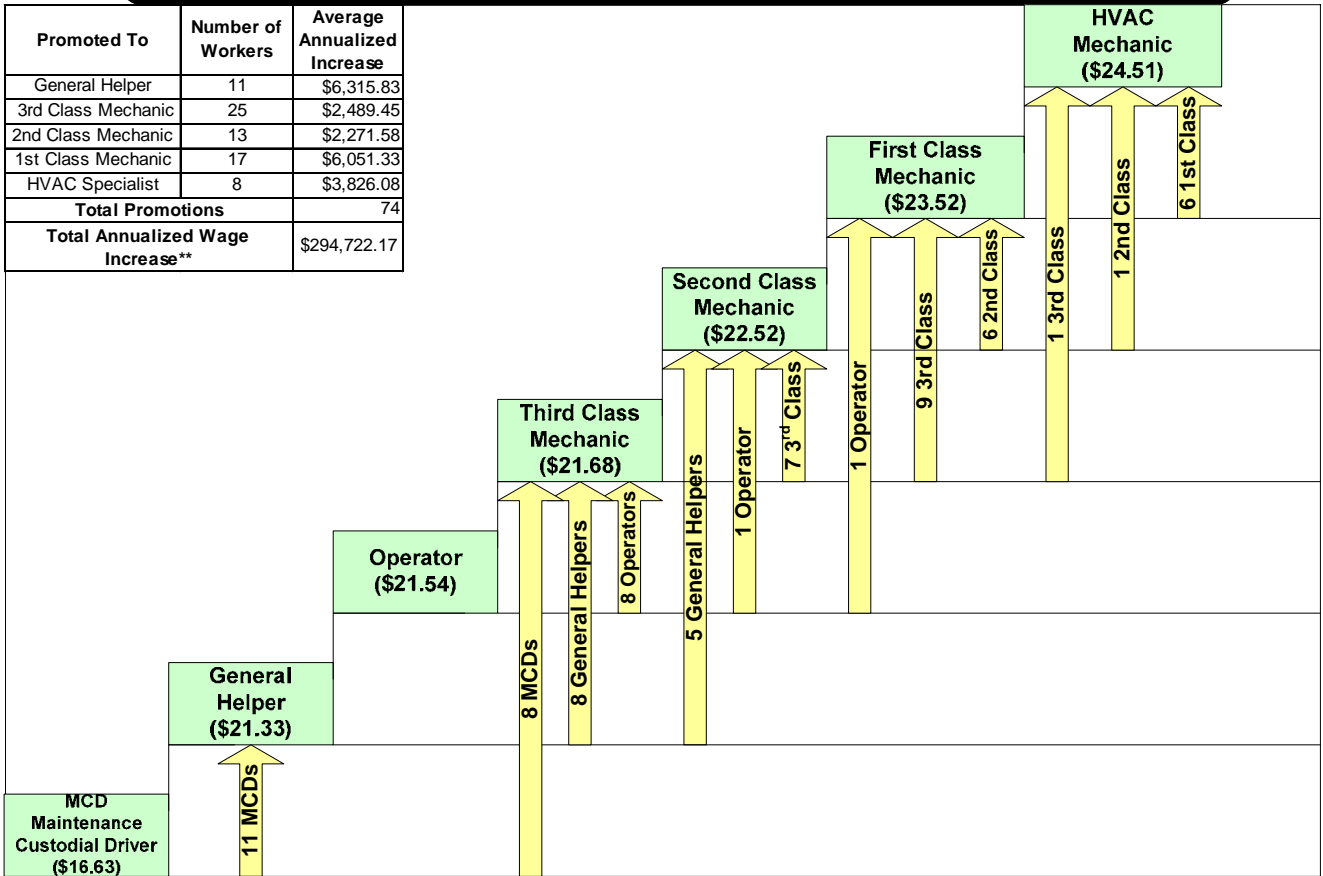 Promoted To Number of Workers Average Annualized Increase
General Helper 11 $6,315.83
3rd Class Mechanic 25 $2,489.45
2nd Class Mechanic 13 $2,271.58
1st Class Mechanic 17 $6,051.33
HVAC Specialist 8 $3,826.08
Total Promotions 74
Total Annualized Wage Increase** $294,722.17
HVAC
Mechanic
($24.51)
1 3rd Class
1 2nd Class
6 1st Class
First Class
Mechanic
($23.52)
1 Operator
9 3rd Class
6 2nd Class
Second Class
Mechanic
($22.52)
5 General Helpers
1 Operator
7 3rd Class
Third Class
Mechanic
($21.68)
8 MCDs
8 General Helpers
8 Operators
Operator
($21.54)
General
Helper
($21.33)
11 MCDs
MCD
Maintenance
Custodial Driver
($16.63)